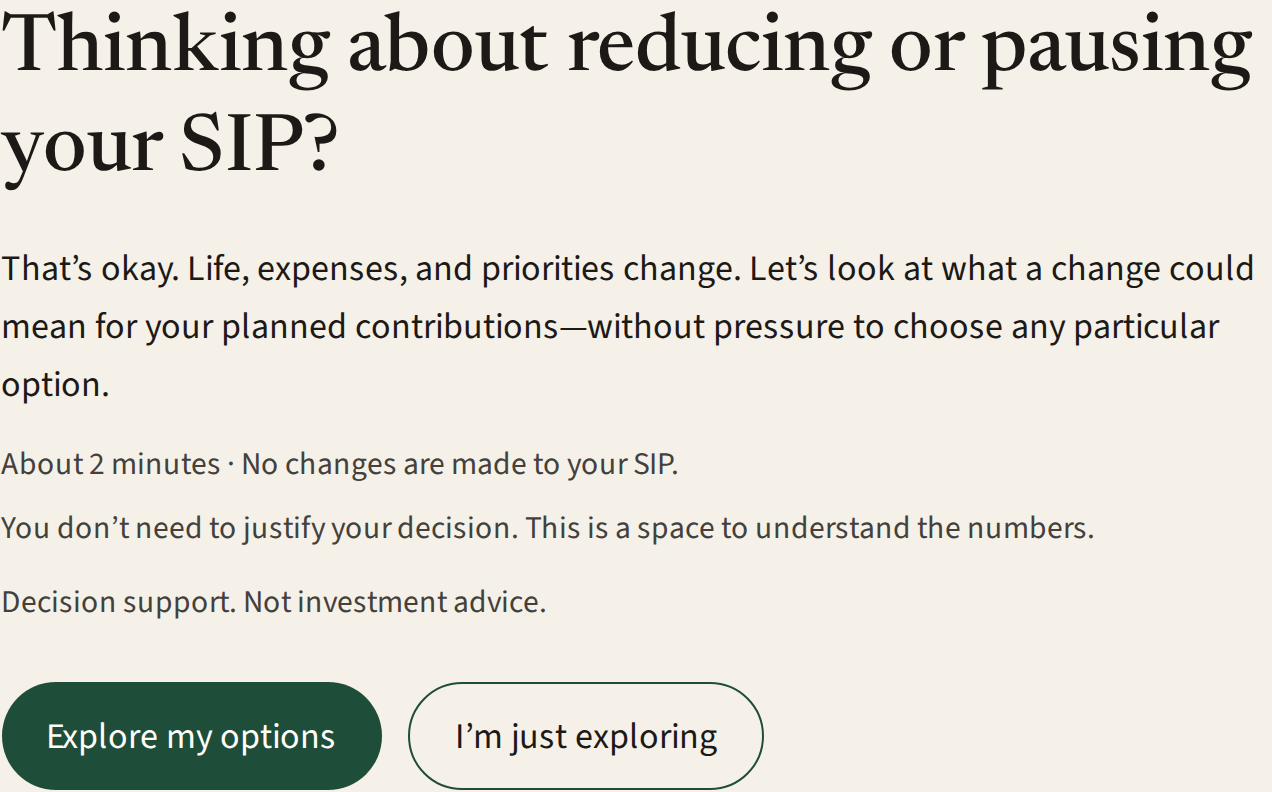 Thinking about reducing or pausing
your SIP?
That’s okay. Life, expenses, and priorities change. Let’s look at what a change could
mean for your planned contributions—without pressure to choose any particular
option.
About 2 minutes · No changes are made to your SIP.
You don’t need to justify your decision. This is a space to understand the numbers.
Decision support. Not investment advice.
Explore my options
I’m just exploring